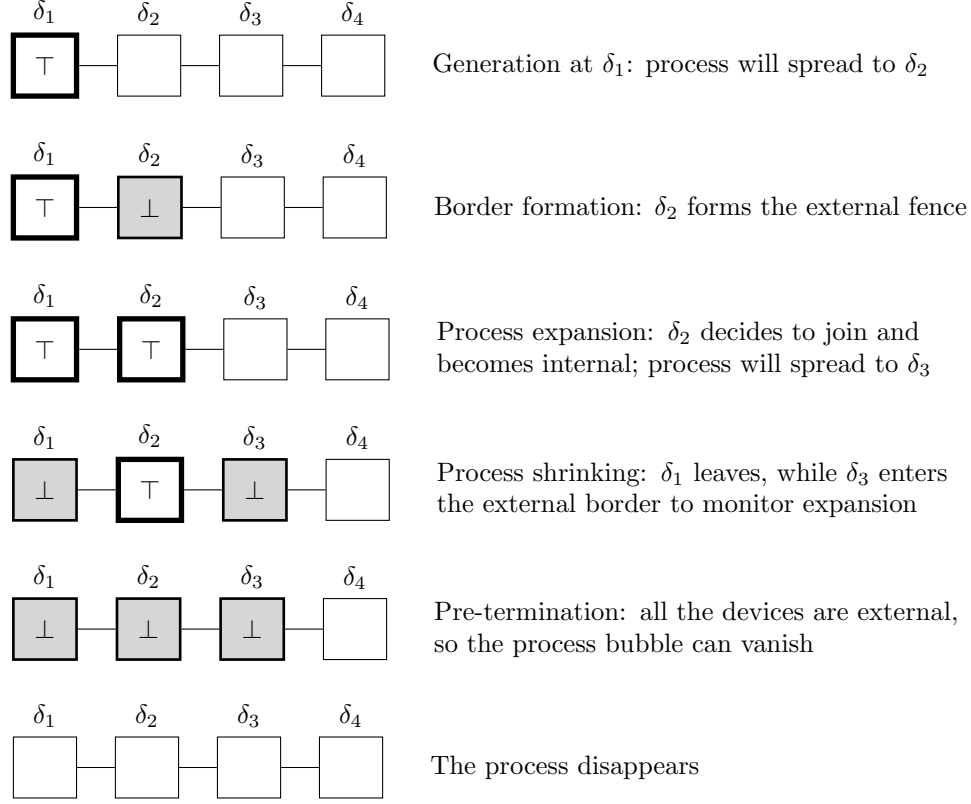 δ1 δ2 δ3 δ4
⊤
Generation at δ1: process will spread to δ2
δ1 δ2 δ3 δ4
⊤ ⊥
Border formation: δ2 forms the external fence
δ1 δ2 δ3 δ4
⊤ ⊤
Process expansion: δ2 decides to join and
becomes internal; process will spread to δ3
δ1 δ2 δ3 δ4
⊥ ⊤ ⊥
Process shrinking: δ1 leaves, while δ3 enters
the external border to monitor expansion
δ1 δ2 δ3 δ4
⊥ ⊥ ⊥
Pre-termination: all the devices are external,
so the process bubble can vanish
δ1 δ2 δ3 δ4
The process disappears